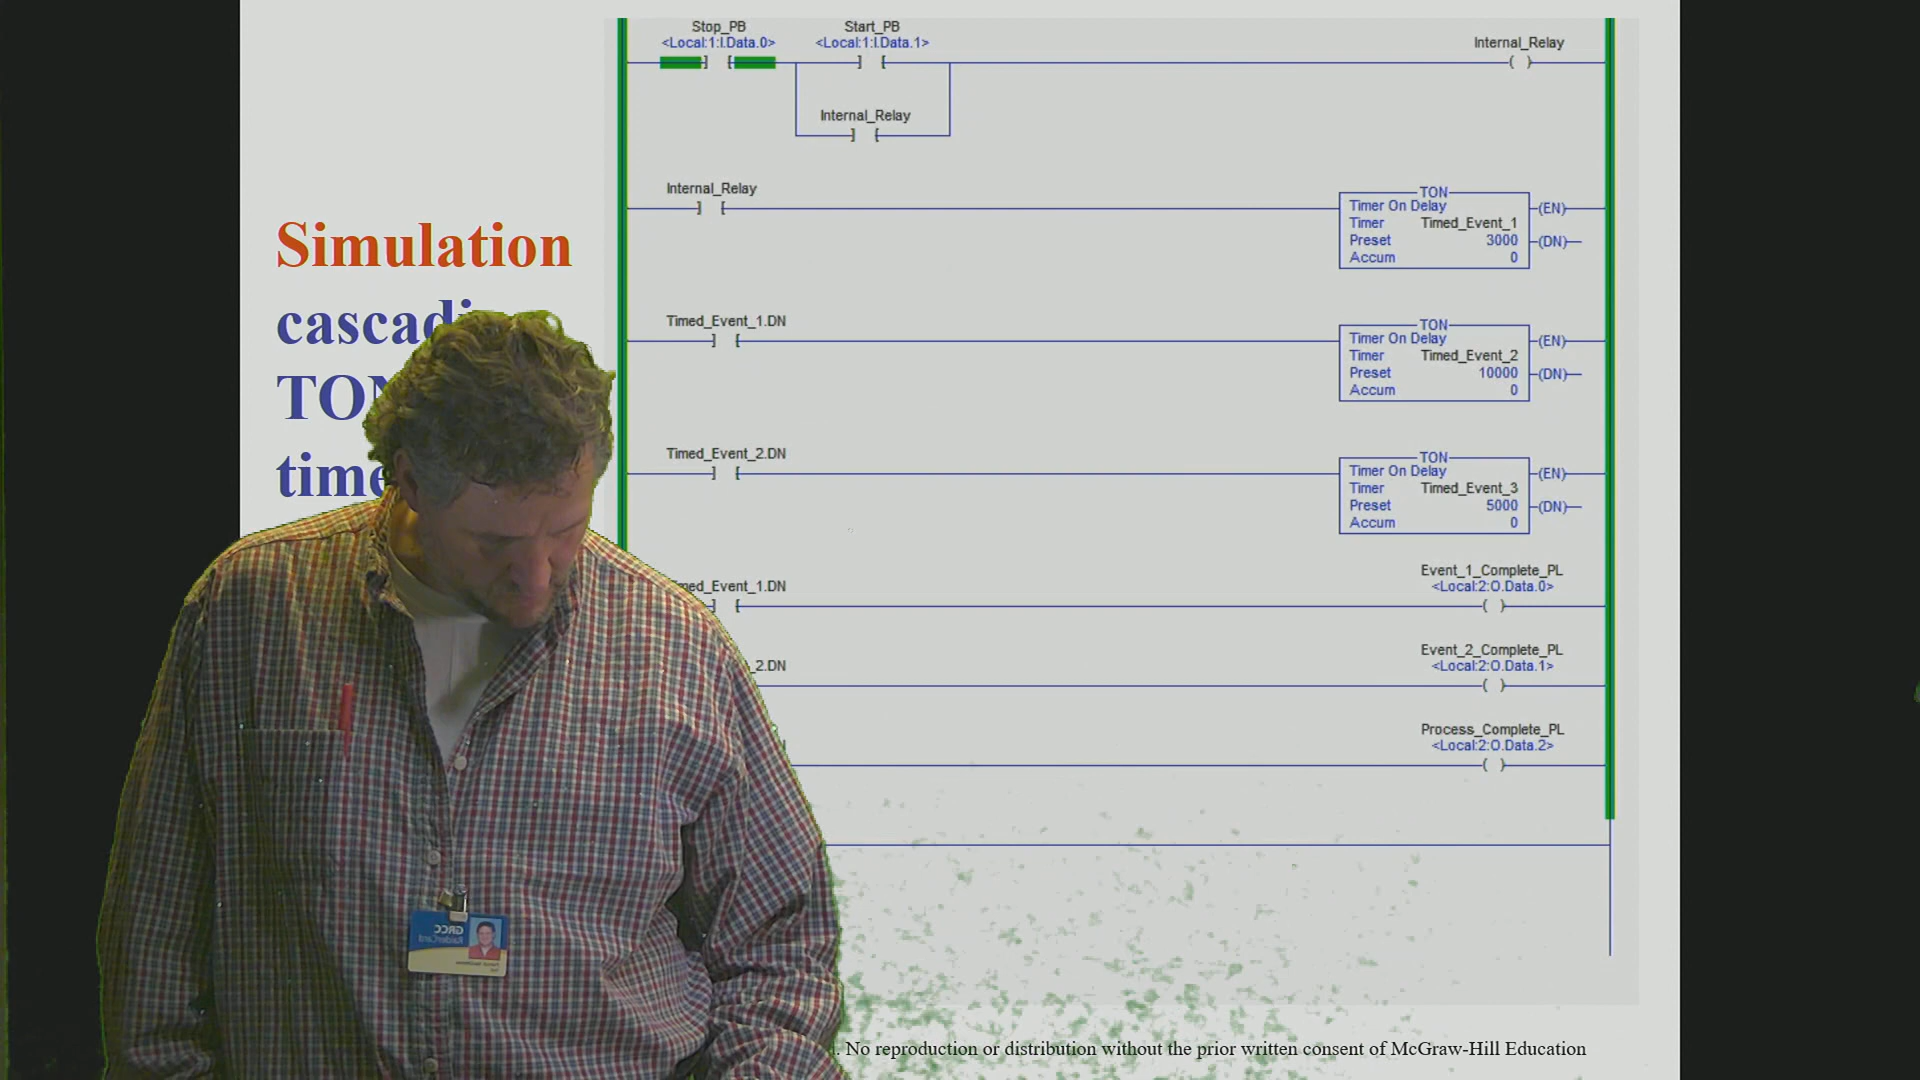 Stop_PB
<Local:1:I.Data.0>
Start_PB
<Local:1:I.Data.1>
Internal_Relay
Internal_Relay
Internal_Relay
TON
Timer On Delay
Timer Timed_Event_1
Preset 3000
Accum 0
(EN)
(DN)
Simulation
cascadi
TON
time
Timed_Event_1.DN
TON
Timer On Delay
Timer Timed_Event_2
Preset 10000
Accum 0
(EN)
(DN)
Timed_Event_2.DN
TON
Timer On Delay
Timer Timed_Event_3
Preset 5000
Accum 0
(EN)
(DN)
med_Event_1.DN
Event_1_Complete_PL
<Local:2:O.Data.0>
_2.DN
Event_2_Complete_PL
<Local:2:O.Data.1>
Process_Complete_PL
<Local:2:O.Data.2>
GRCC
RaiderCard
. No reproduction or distribution without the prior written consent of McGraw-Hill Education